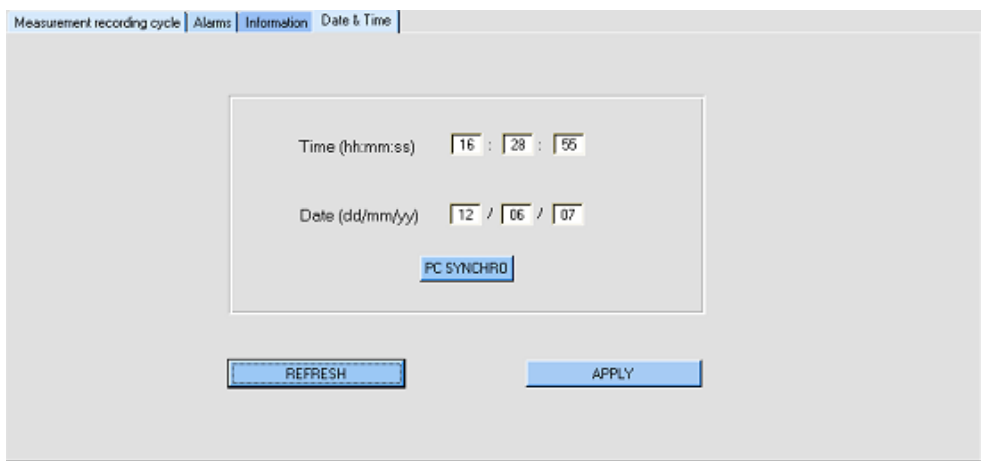 Measurement recording cycle Alarms Information Date & Time
Time (hh:mm:ss) 16 : 28 : 55
Date (dd/mm/yy) 12 / 06 / 07
PC SYNCHRO
REFRESH APPLY